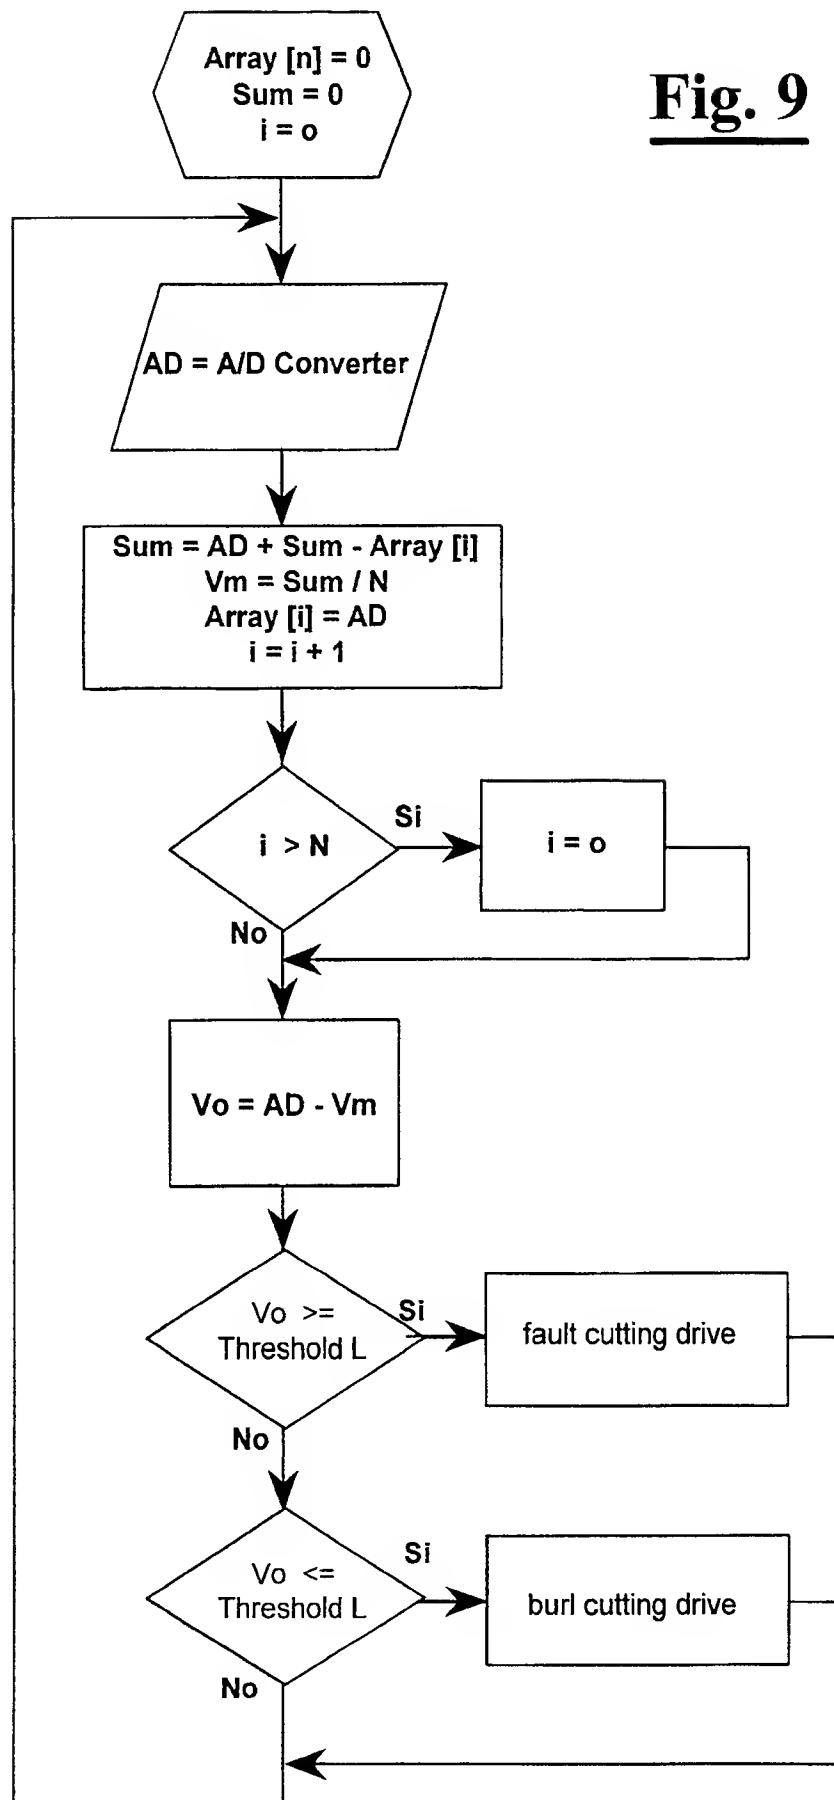 Array [n] = 0
Sum = 0
i = o
Fig. 9
AD = A/D Converter
Sum = AD + Sum - Array [i]
Vm = Sum / N
Array [i] = AD
i = i + 1
i > N
Si
i = o
No
Vo = AD - Vm
Vo >=
Threshold L
Si
fault cutting drive
No
Vo <=
Threshold L
Si
burl cutting drive
No